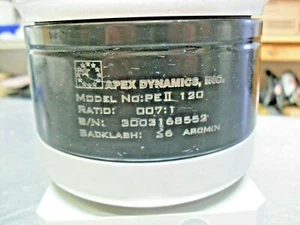 APEX DYNAMICS, INC.
MODEL NO:PEII 120
RATIO: 007:1
S/N: 3003168552
BACKLASH: ≤6 ARCMIN